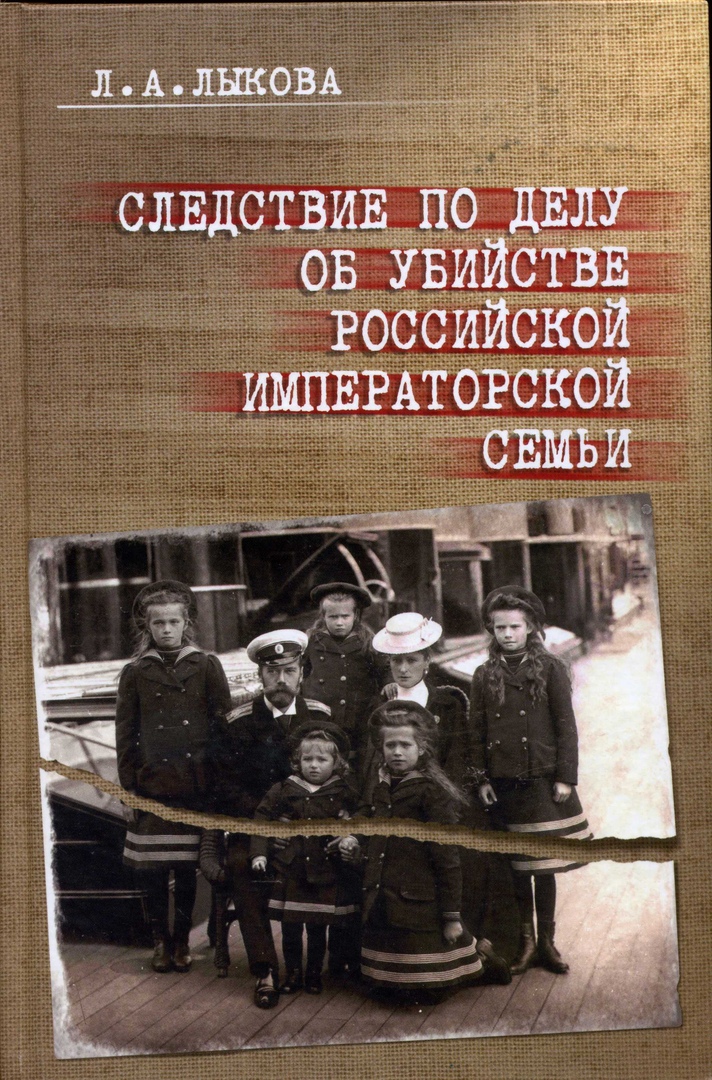 Л.А.ЛЫКОВА
СЛЕДСТВИЕ ПО ДЕЛУ
ОБ УБИЙСТВЕ
РОССИЙСКОЙ
ИМПЕРАТОРСКОЙ
СЕМЬИ